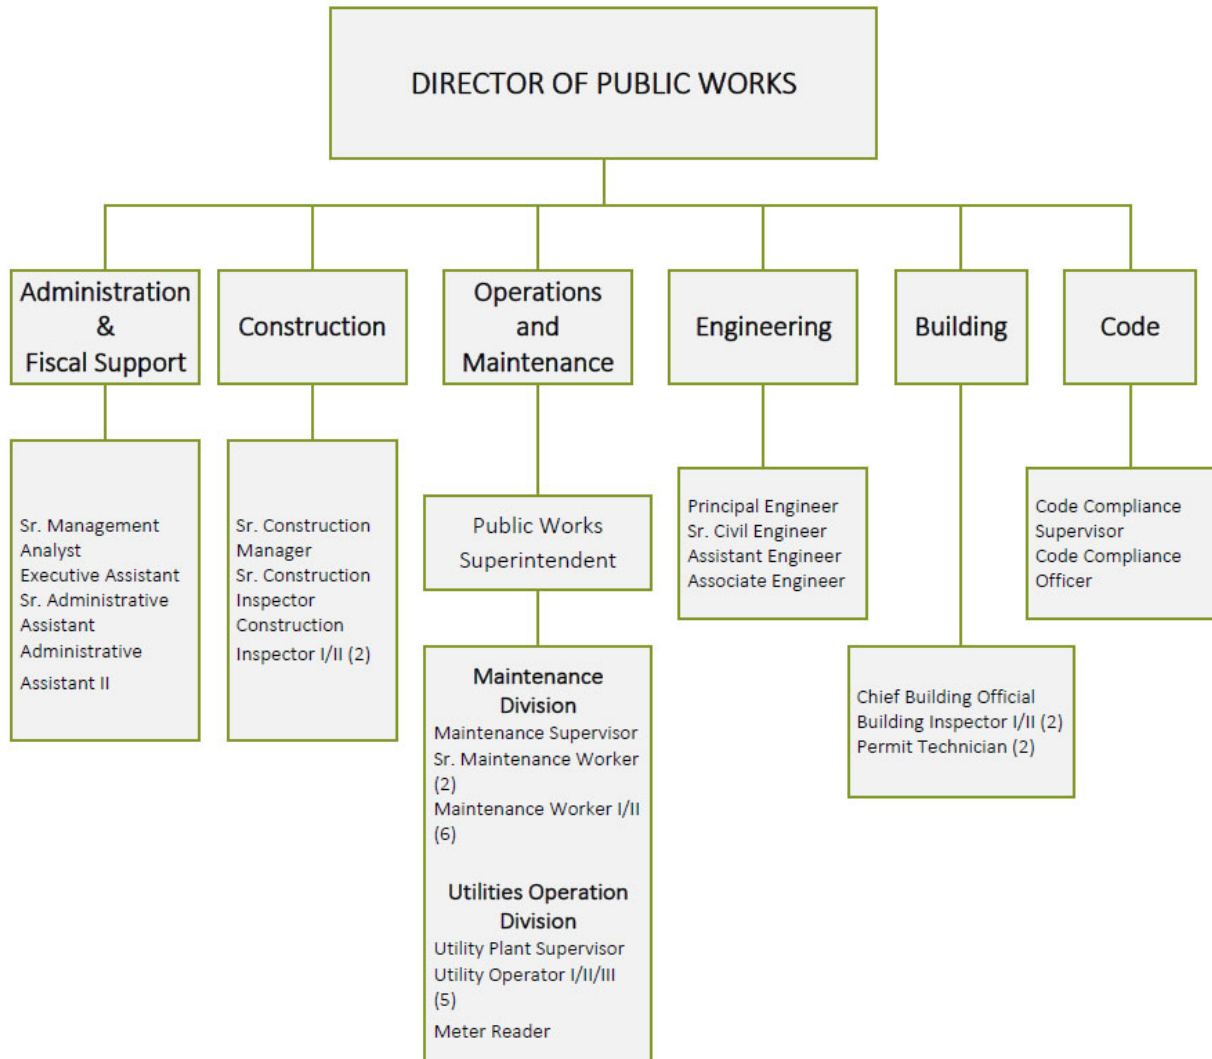 DIRECTOR OF PUBLIC WORKS
Administration
&
Fiscal Support
Construction
Operations
and
Maintenance
Engineering
Building
Code
Sr. Management
Analyst
Executive Assistant
Sr. Administrative
Assistant
Administrative
Assistant II
Sr. Construction
Manager
Sr. Construction
Inspector
Construction
Inspector I/II (2)
Public Works
Superintendent
Maintenance
Division
Maintenance Supervisor
Sr. Maintenance Worker
(2)
Maintenance Worker I/II
(6)
Utilities Operation
Division
Utility Plant Supervisor
Utility Operator I/II/III
(5)
Meter Reader
Principal Engineer
Sr. Civil Engineer
Assistant Engineer
Associate Engineer
Chief Building Official
Building Inspector I/II (2)
Permit Technician (2)
Code Compliance
Supervisor
Code Compliance
Officer